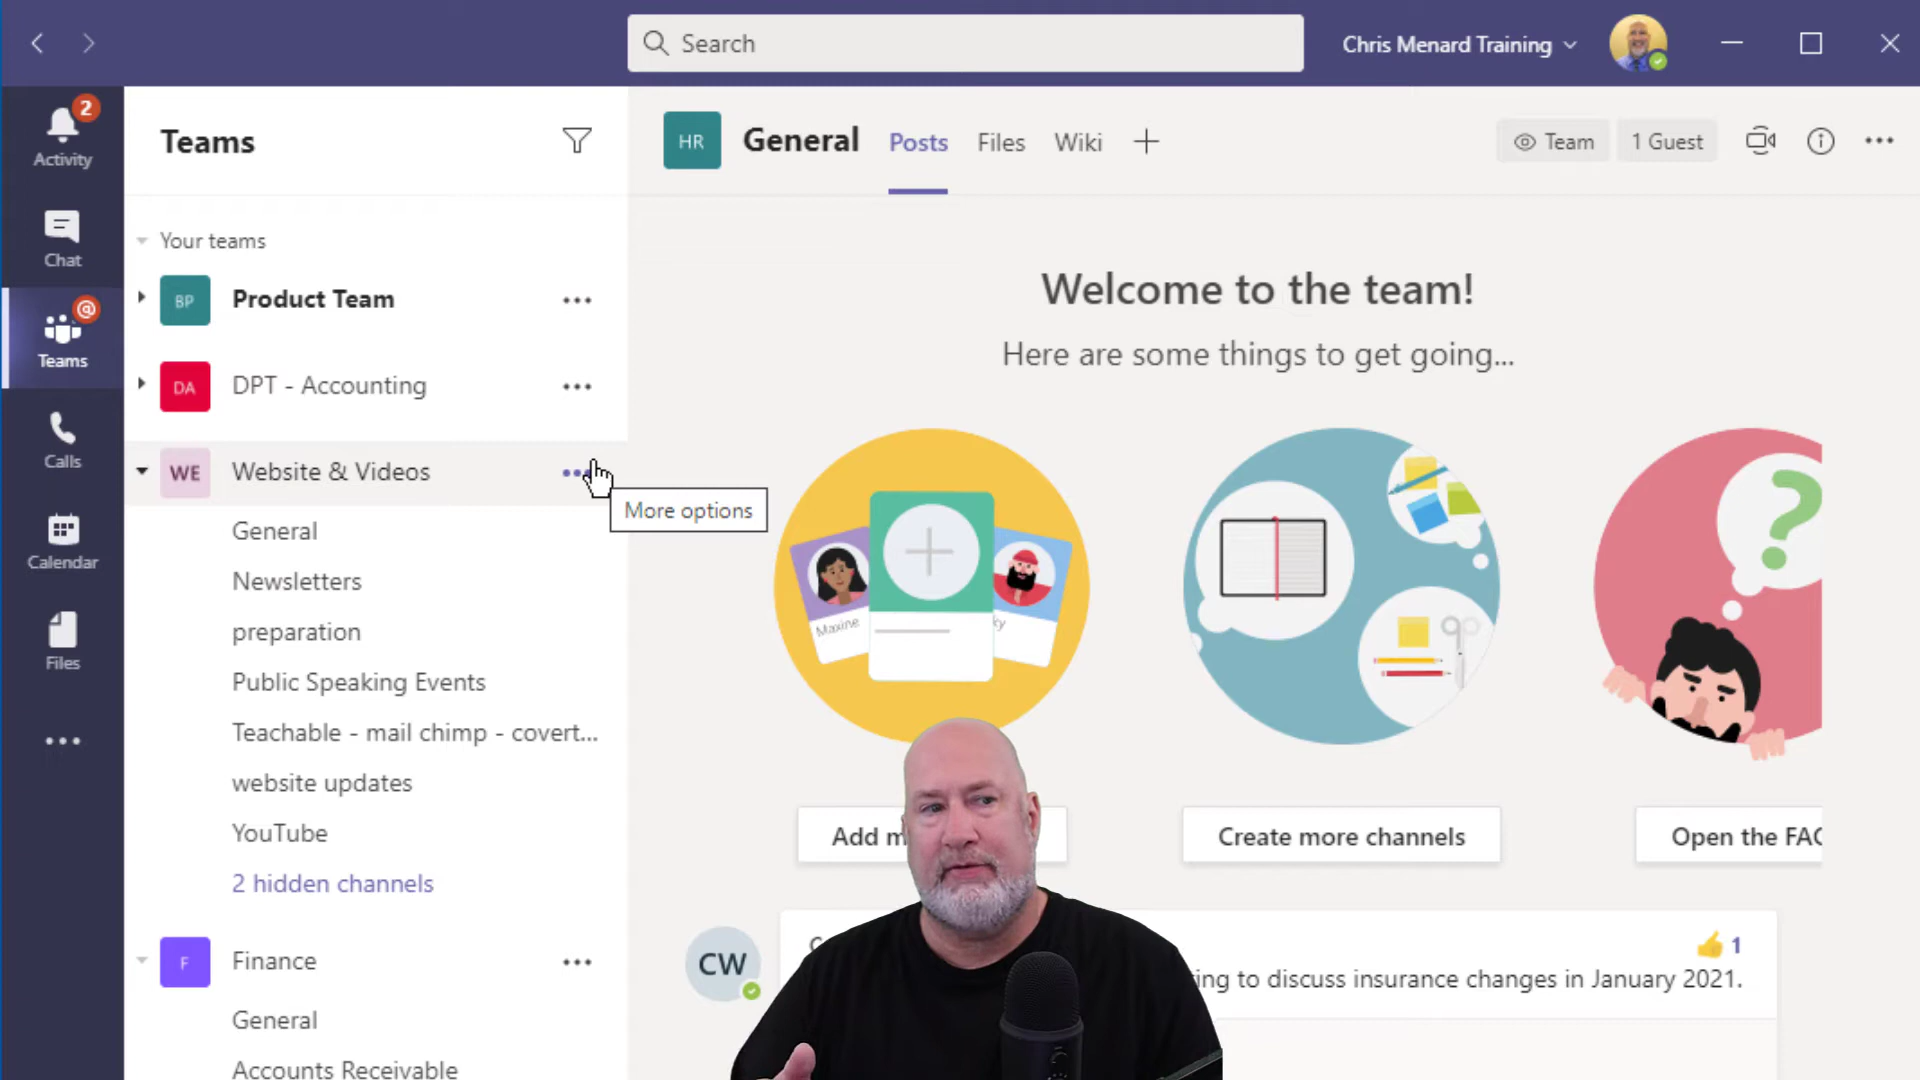 Search
Chris Menard Training
2
Activity
Chat
@
Teams
Calls
Calendar
Files
Teams
Your teams
BP Product Team
DA DPT - Accounting
WE Website & Videos
More options
General
Newsletters
preparation
Public Speaking Events
Teachable - mail chimp - covert...
website updates
YouTube
2 hidden channels
F Finance
General
Accounts Receivable
HR General Posts Files Wiki
Team
1 Guest
Welcome to the team!
Here are some things to get going...
Maxine
Add
Create more channels
Open the
CW
1
to discuss insurance changes in January 2021.